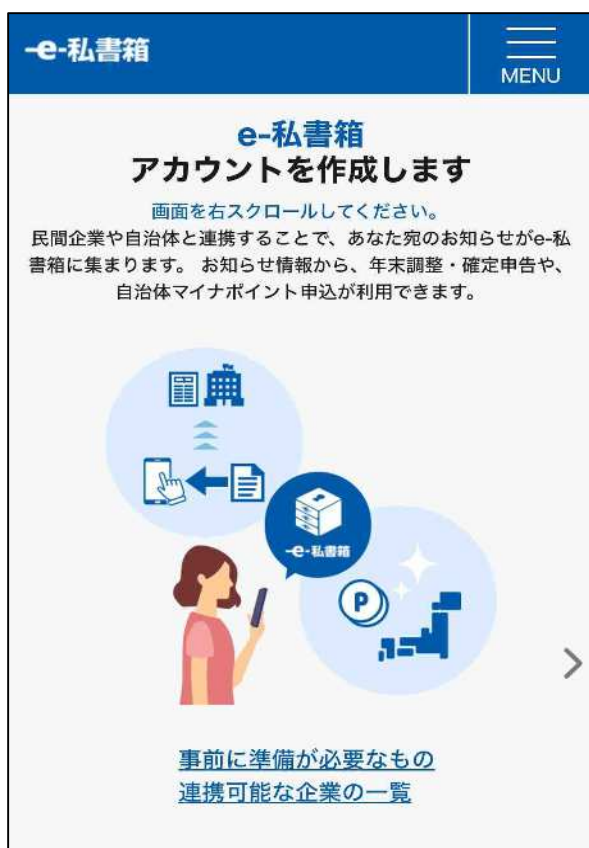 e-私書箱
MENU
e-私書箱
アカウントを作成します
画面を右スクロールしてください。
民間企業や自治体と連携することで、あなた宛のお知らせがe-私
書箱に集まります。 お知らせ情報から、年末調整・確定申告や、
自治体マイナポイント申込が利用できます。
e-私書箱
P
事前に準備が必要なもの
連携可能な企業の一覧